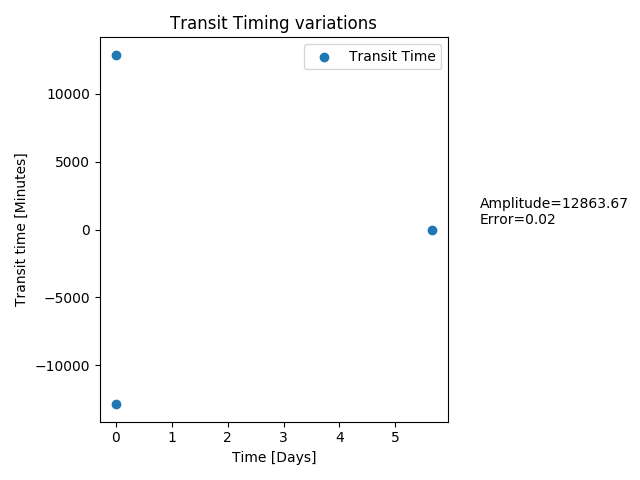 Transit Timing variations
Transit Time
Transit time [Minutes]
10000
5000
0
−5000
−10000
0 1 2 3 4 5
Time [Days]
Amplitude=12863.67
Error=0.02